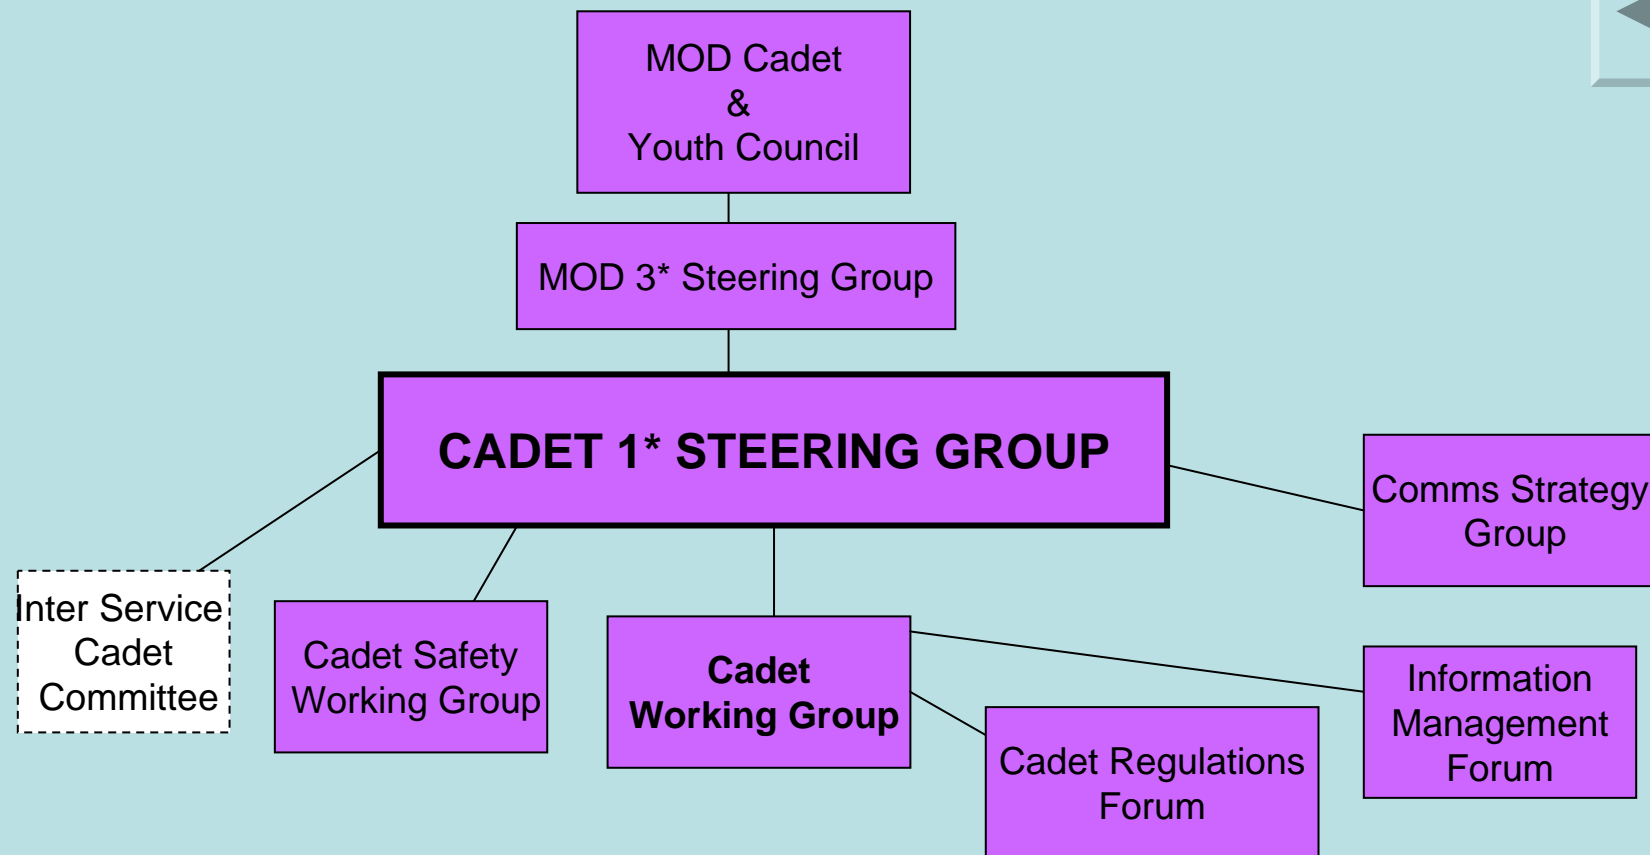 MOD Cadet
&
Youth Council
MOD 3* Steering Group
CADET 1* STEERING GROUP
Comms Strategy
Group
Inter Service
Cadet
Committee
Cadet Safety
Working Group
Cadet
Working Group
Information
Management
Forum
Cadet Regulations
Forum